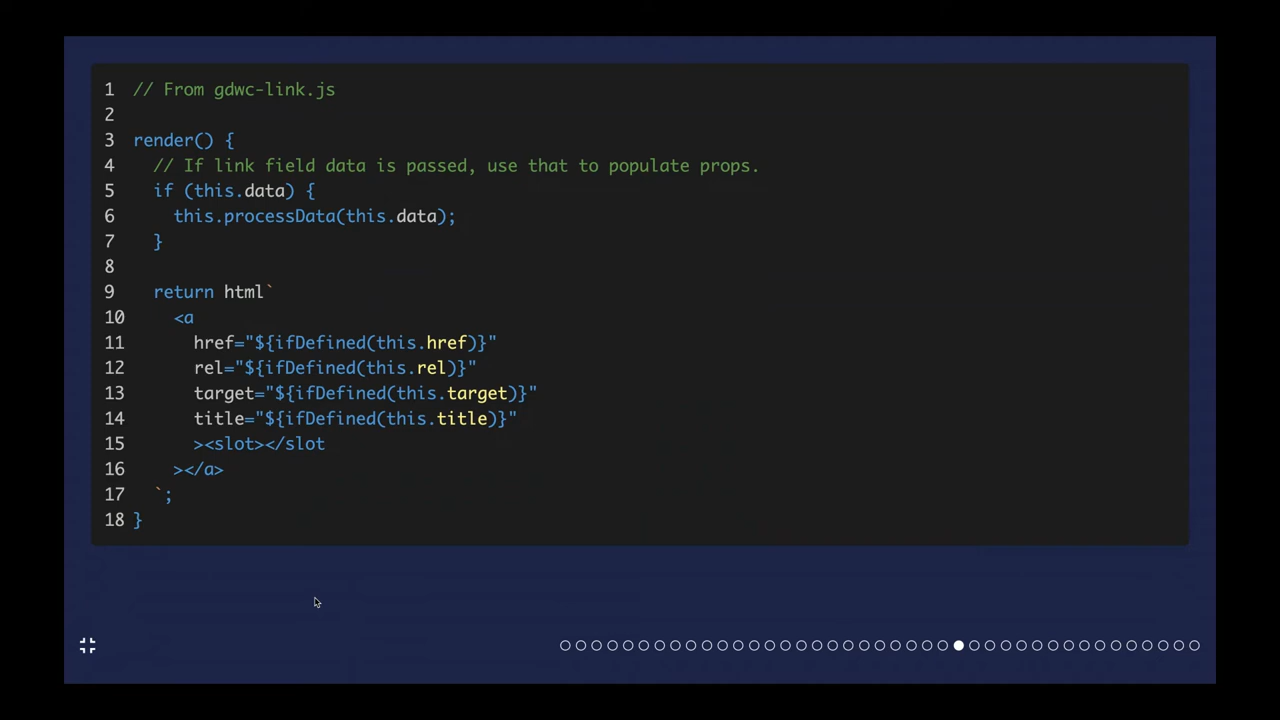 1 // From gdwc-link.js
2
3 render() {
4   // If link field data is passed, use that to populate props.
5   if (this.data) {
6     this.processData(this.data);
7   }
8
9   return html`
10     <a
11       href="${ifDefined(this.href)}"
12       rel="${ifDefined(this.rel)}"
13       target="${ifDefined(this.target)}"
14       title="${ifDefined(this.title)}"
15       ><slot></slot
16     ></a>
17   `;
18 }